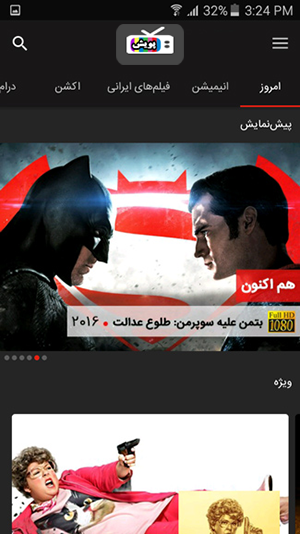 32% 3:24 PM
پویش
امروز انیمیشن فیلم‌های ایرانی اکشن درام
پیش‌نمایش
هم اکنون
Full HD
1080
بتمن علیه سوپرمن: طلوع عدالت • ۲۰۱۶
ویژه